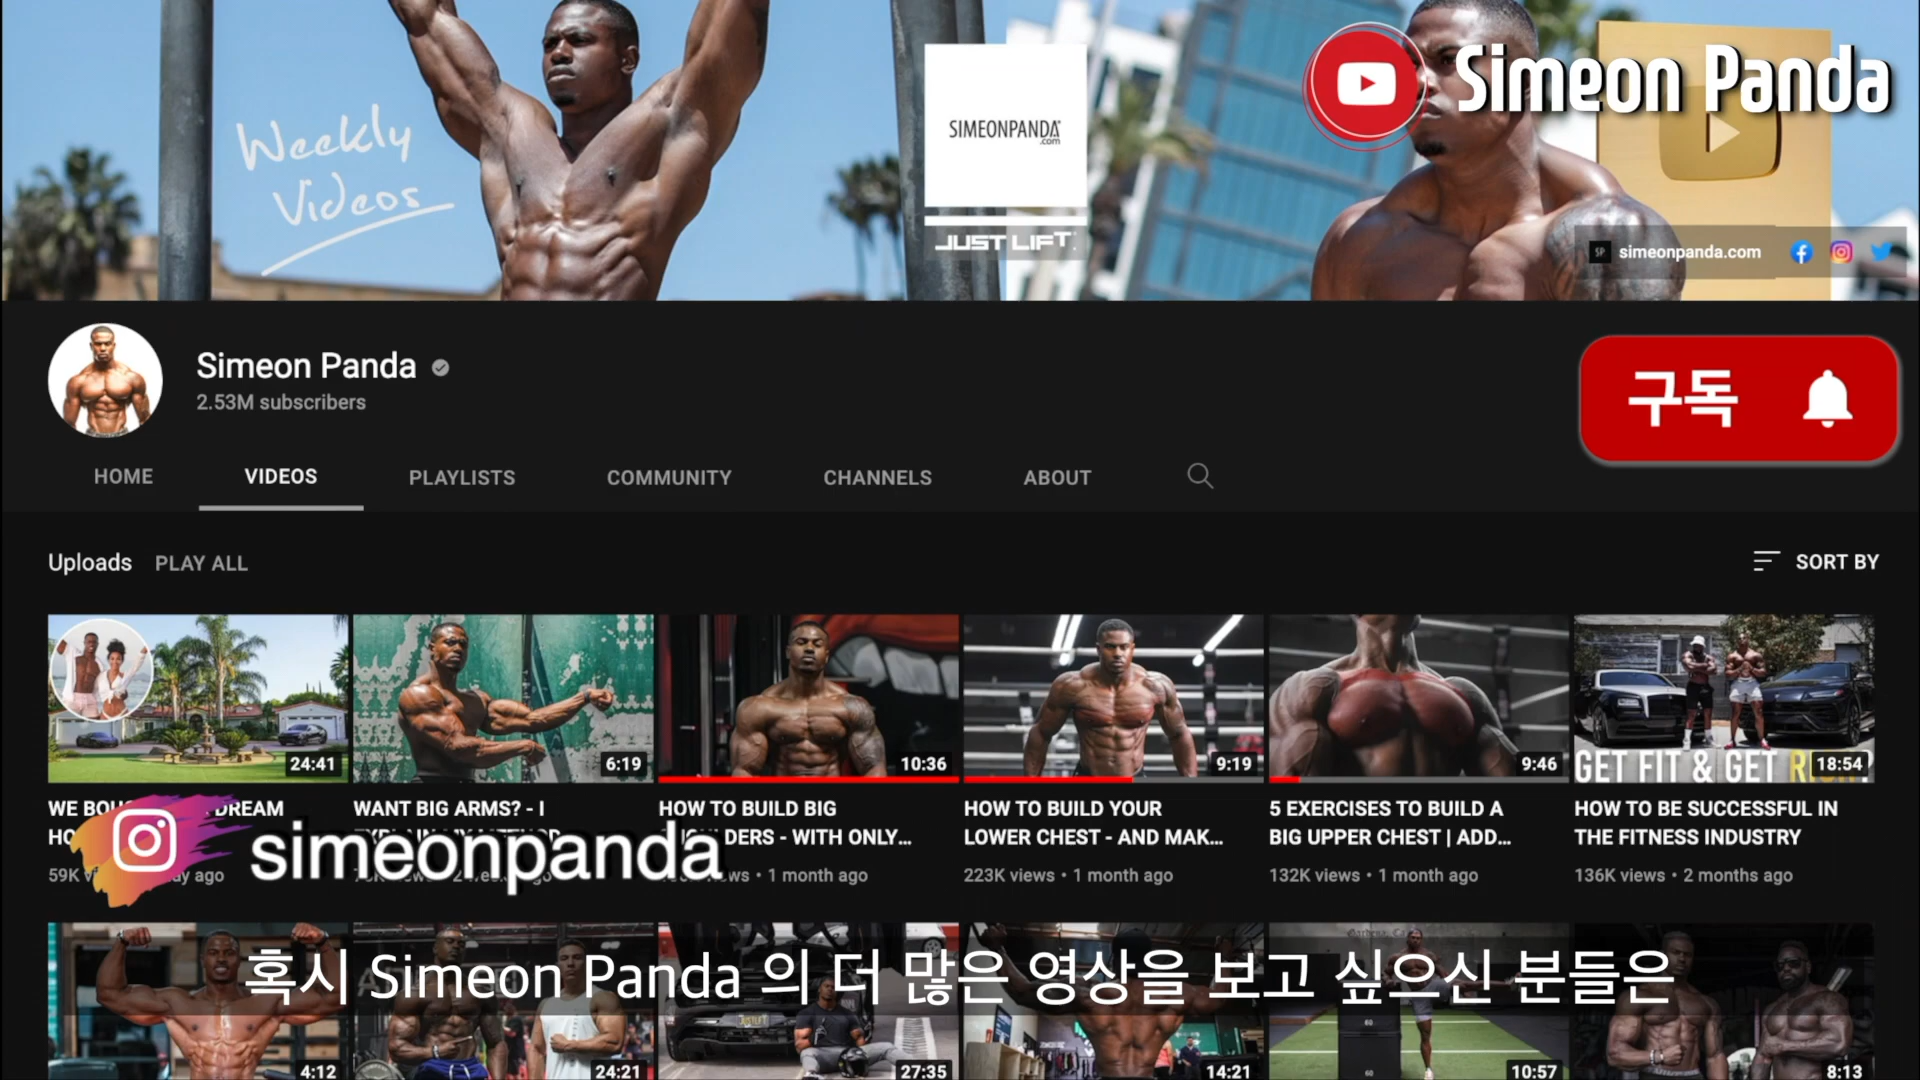 Weekly
Videos
SIMEONPANDA
.com
JUST LIFT.
Simeon Panda
simeonpanda.com
Simeon Panda
2.53M subscribers
구독
HOME
VIDEOS
PLAYLISTS
COMMUNITY
CHANNELS
ABOUT
Uploads
PLAY ALL
SORT BY
24:41
6:19
10:36
9:19
9:46
GET FIT & GET
18:54
WE DREAM
WANT BIG ARMS? - I
HOW TO BUILD BIG
DERS - WITH ONLY...
HOW TO BUILD YOUR
LOWER CHEST - AND MAK...
5 EXERCISES TO BUILD A
BIG UPPER CHEST | ADD...
HOW TO BE SUCCESSFUL IN
THE FITNESS INDUSTRY
simeonpanda
59K
ago
• 1 month ago
223K views • 1 month ago
132K views • 1 month ago
136K views • 2 months ago
혹시 Simeon Panda 의 더 많은 영상을 보고 싶으신 분들은
4:12
24:21
27:35
14:21
10:57
8:13